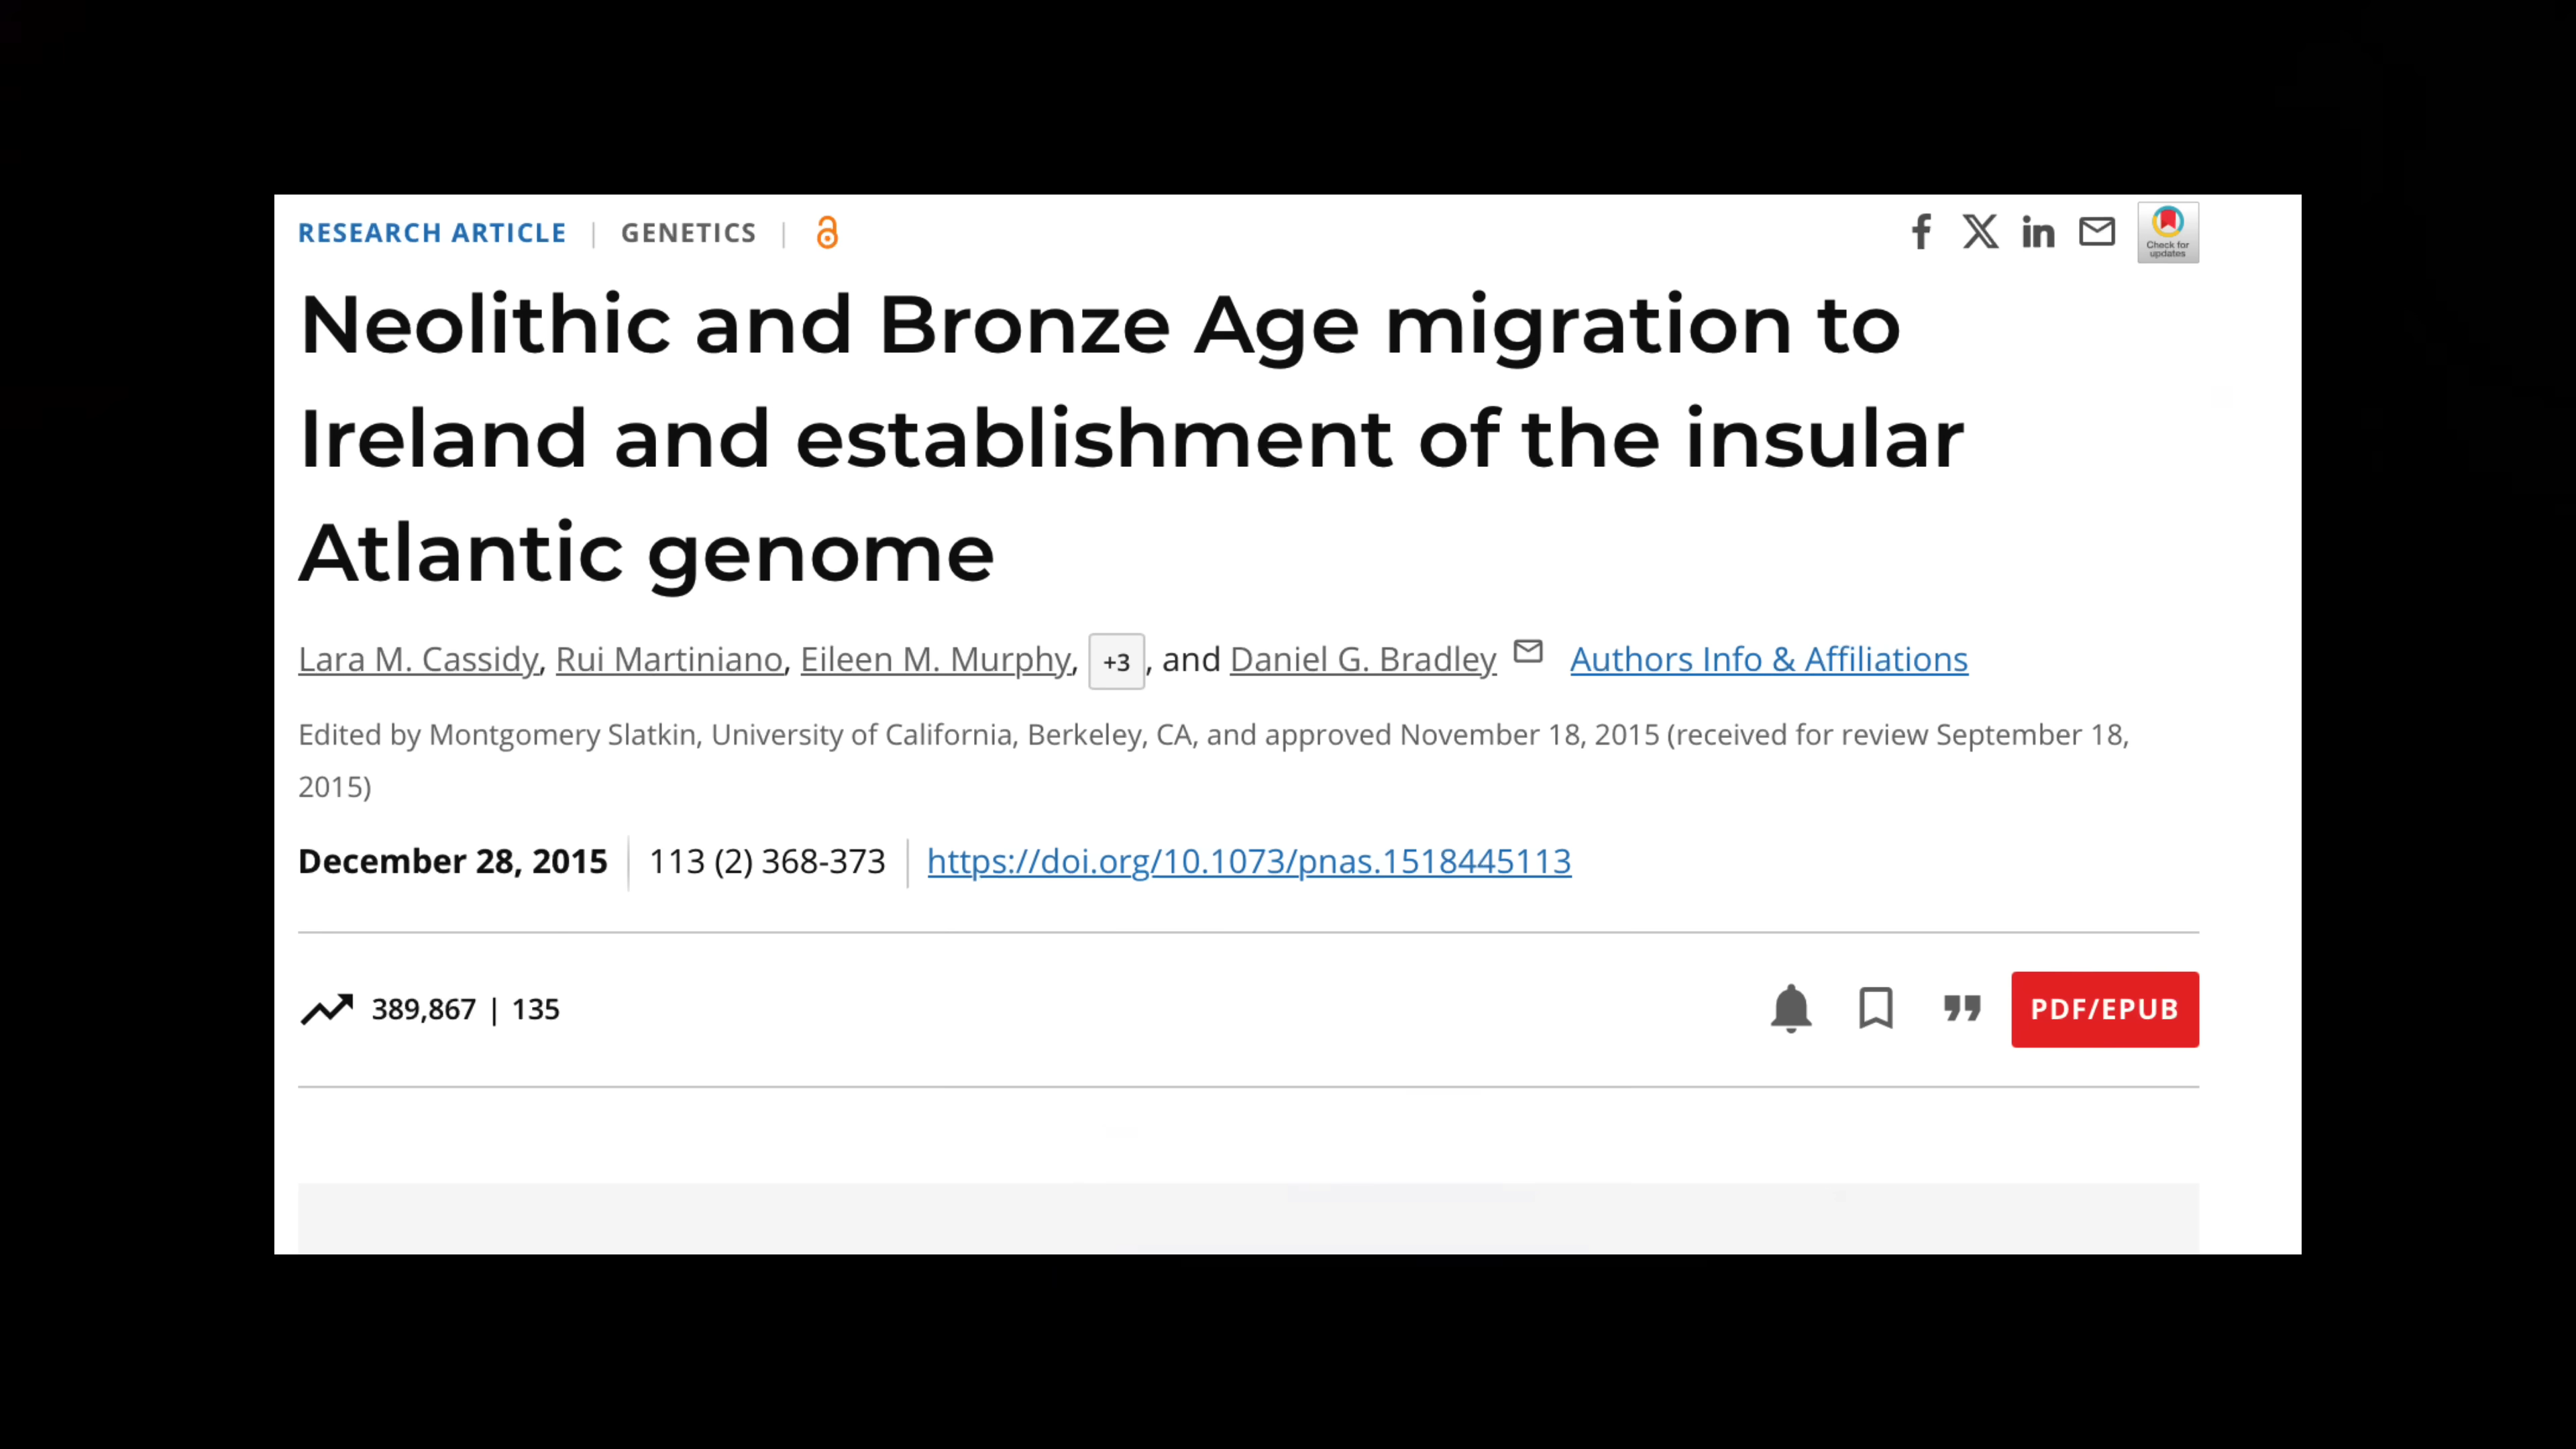 RESEARCH ARTICLE | GENETICS |
Check for
updates
Neolithic and Bronze Age migration to
Ireland and establishment of the insular
Atlantic genome
Lara M. Cassidy, Rui Martiniano, Eileen M. Murphy, +3 , and Daniel G. Bradley Authors Info & Affiliations
Edited by Montgomery Slatkin, University of California, Berkeley, CA, and approved November 18, 2015 (received for review September 18,
2015)
December 28, 2015 | 113 (2) 368-373 | https://doi.org/10.1073/pnas.1518445113
389,867 | 135
PDF/EPUB